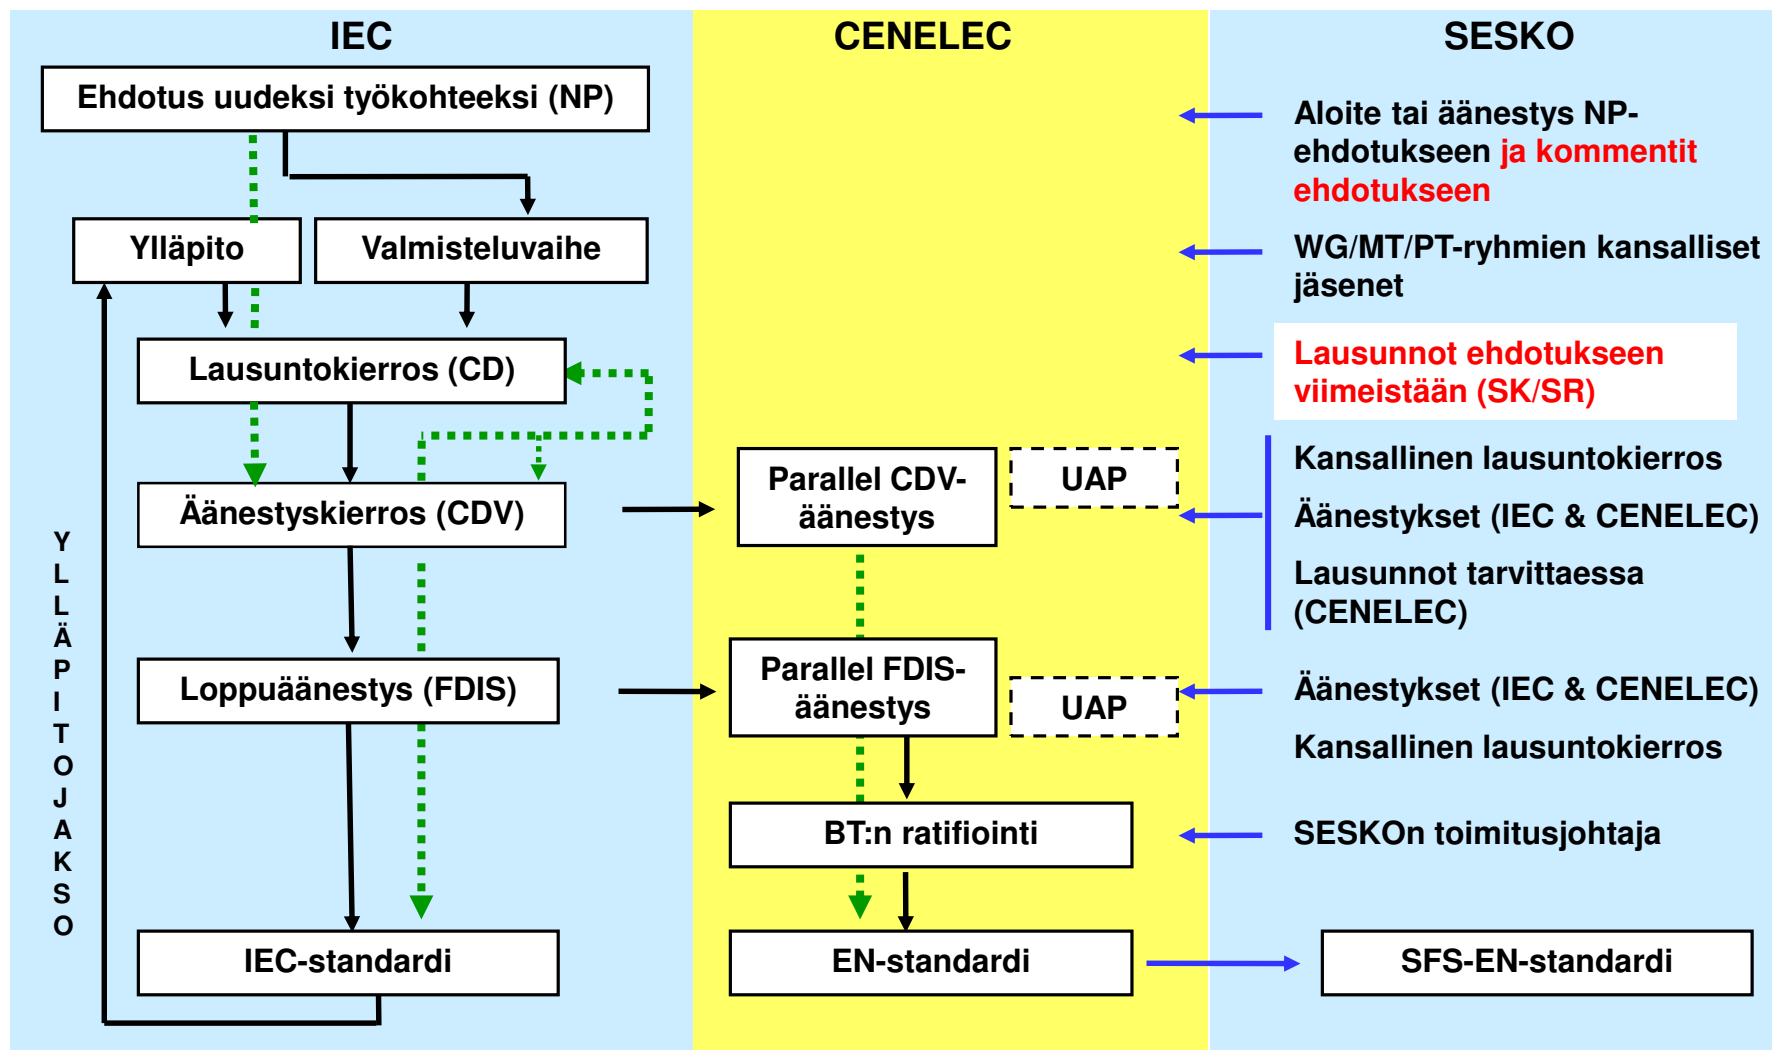 IEC
CENELEC
SESKO
Ehdotus uudeksi työkohteeksi (NP)
Aloite tai äänestys NP-
ehdotukseen ja kommentit
ehdotukseen
Ylläpito
Valmisteluvaihe
WG/MT/PT-ryhmien kansalliset
jäsenet
Lausuntokierros (CD)
Lausunnot ehdotukseen
viimeistään (SK/SR)
Äänestyskierros (CDV)
Parallel CDV-
äänestys
UAP
Kansallinen lausuntokierros
Äänestykset (IEC & CENELEC)
Lausunnot tarvittaessa
(CENELEC)
Loppuäänestys (FDIS)
Parallel FDIS-
äänestys
UAP
Äänestykset (IEC & CENELEC)
Kansallinen lausuntokierros
BT:n ratifiointi
SESKOn toimitusjohtaja
IEC-standardi
EN-standardi
SFS-EN-standardi
Y
L
L
Ä
P
I
T
O
J
A
K
S
O